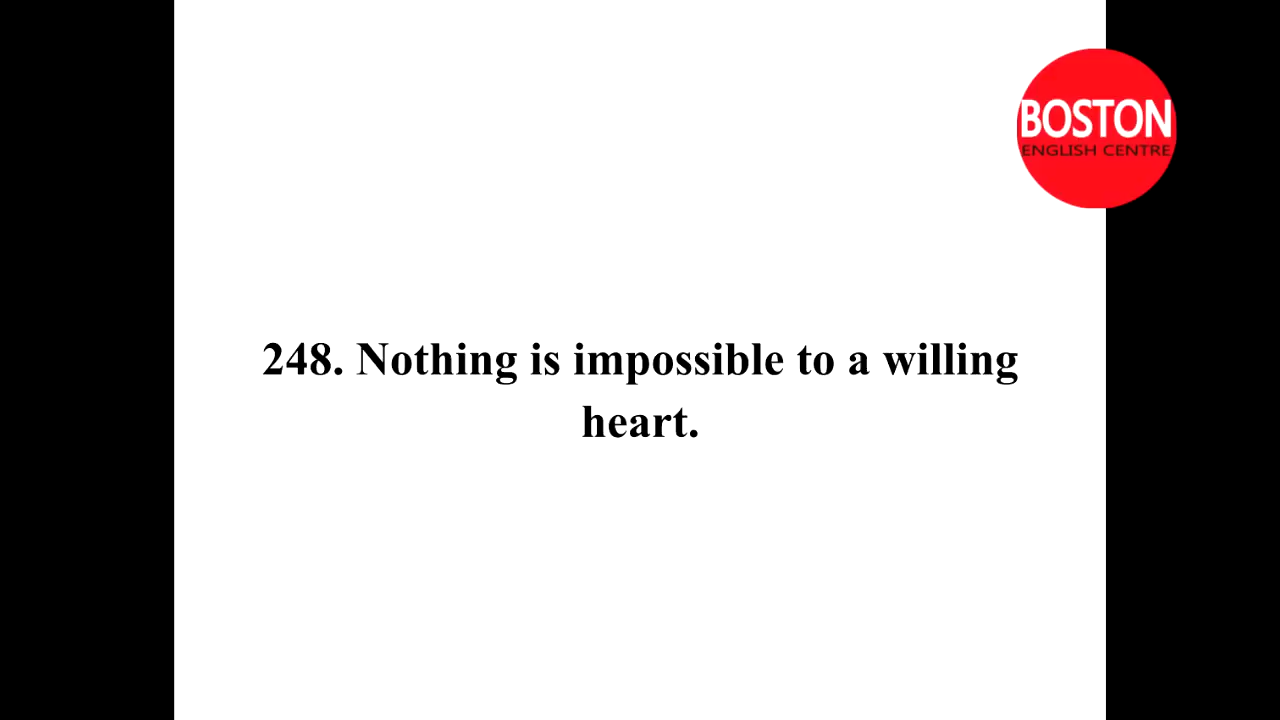 BOSTON
ENGLISH CENTRE
248. Nothing is impossible to a willing
heart.